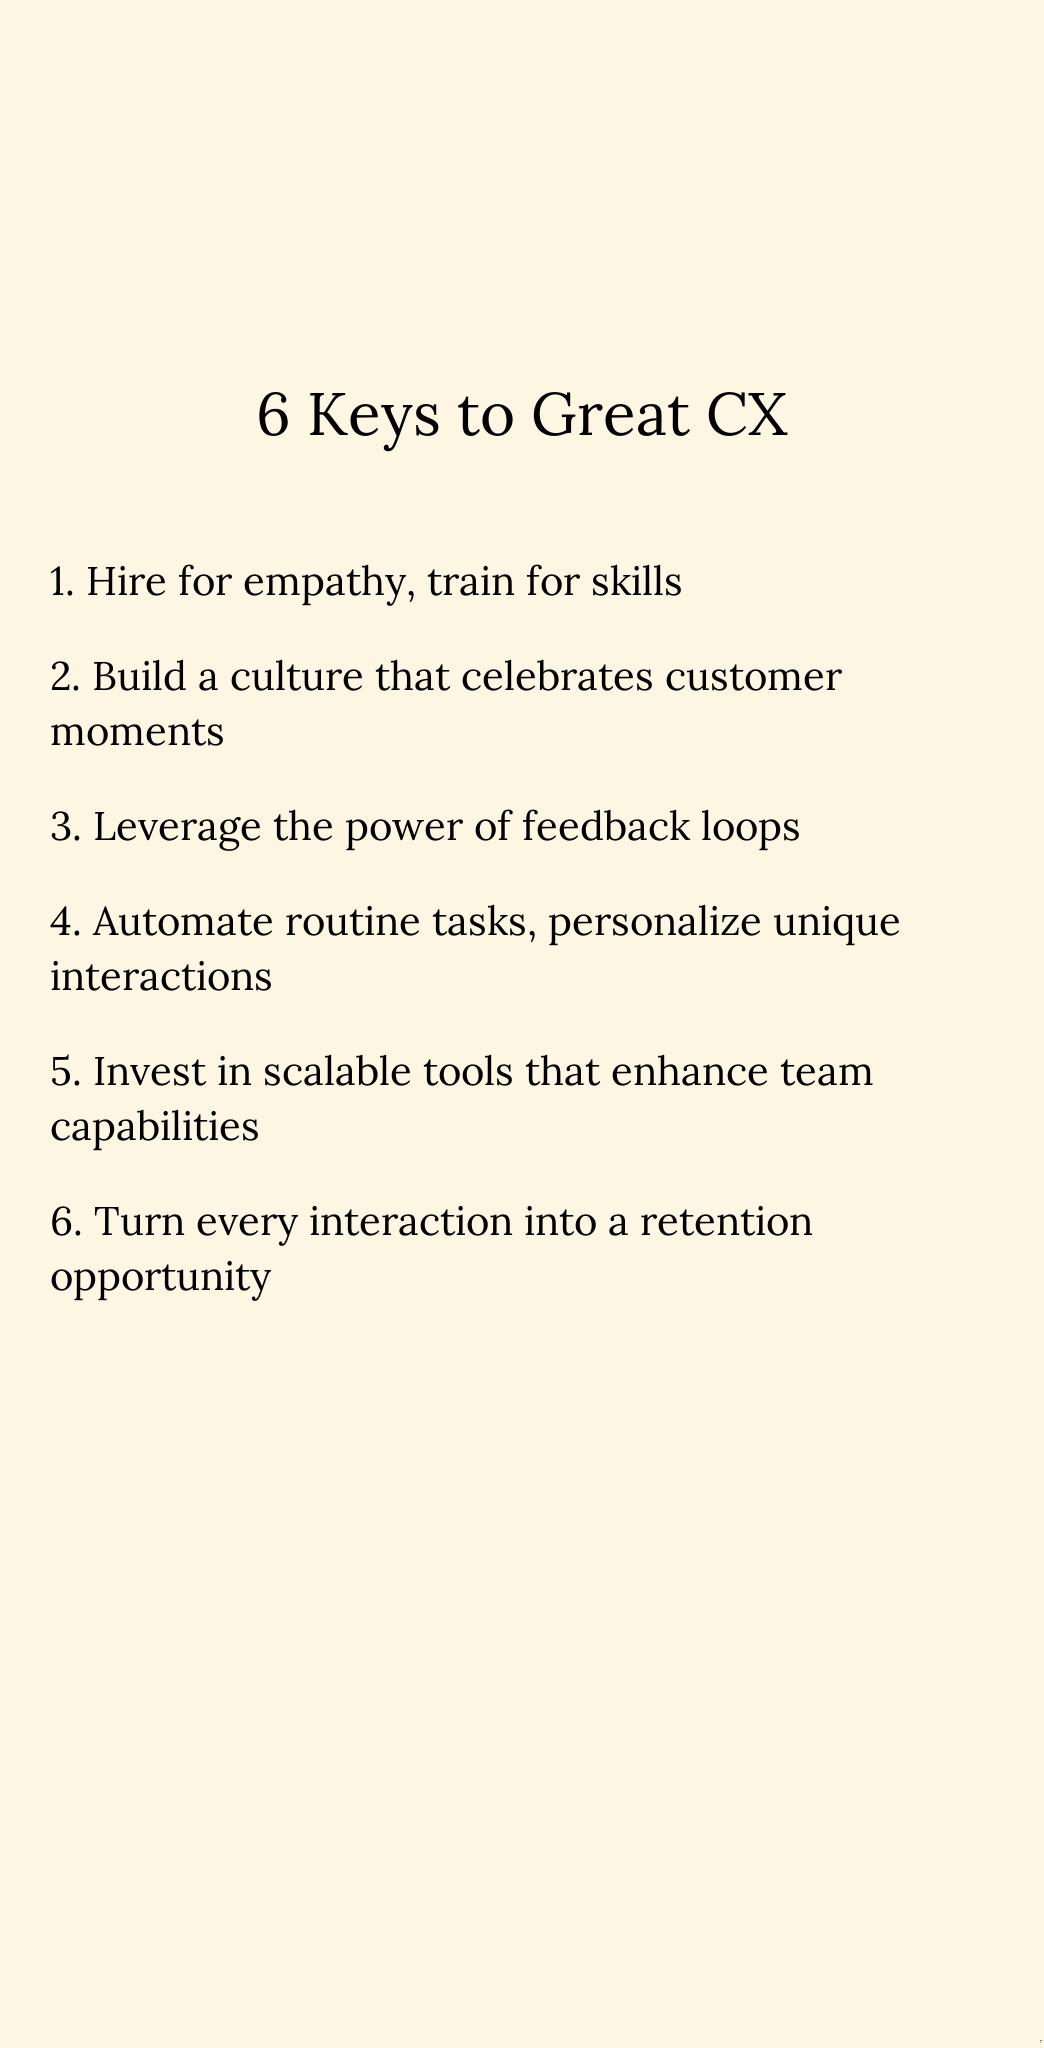 6 Keys to Great CX
1. Hire for empathy, train for skills
2. Build a culture that celebrates customer
moments
3. Leverage the power of feedback loops
4. Automate routine tasks, personalize unique
interactions
5. Invest in scalable tools that enhance team
capabilities
6. Turn every interaction into a retention
opportunity